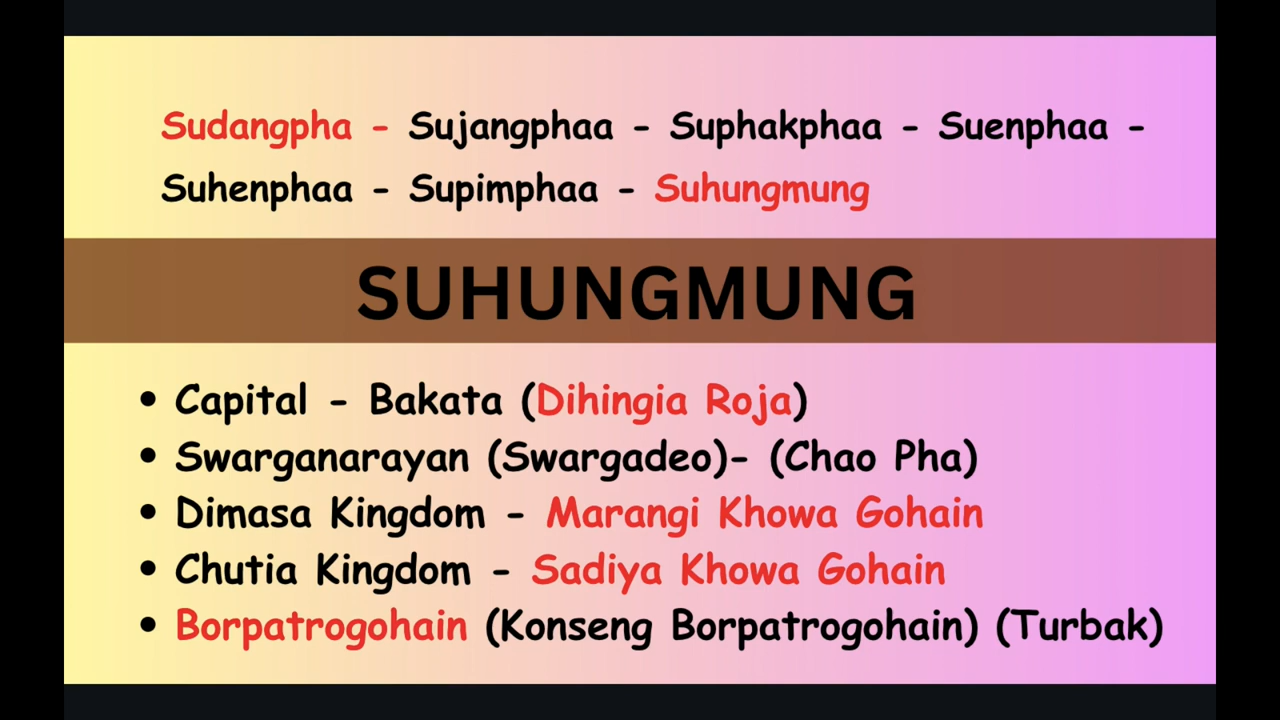 Sudangpha - Sujangphaa - Suphakphaa - Suenphaa -
Suhenphaa - Supimphaa - Suhungmung
SUHUNGMUNG
• Capital - Bakata (Dihingia Roja)
• Swarganarayan (Swargadeo)- (Chao Pha)
• Dimasa Kingdom - Marangi Khowa Gohain
• Chutia Kingdom - Sadiya Khowa Gohain
• Borpatrogohain (Konseng Borpatrogohain) (Turbak)